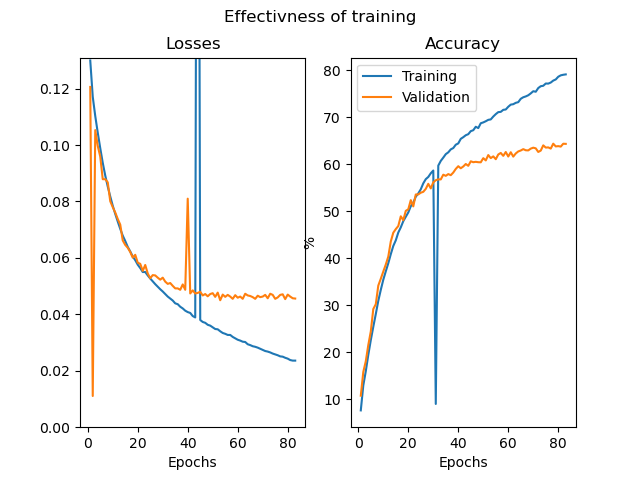 Effectivness of training
Losses
0.12
0.10
0.08
0.06
0.04
0.02
0.00
0 20 40 60 80
Epochs
Accuracy
Training
Validation
%
80
70
60
50
40
30
20
10
0 20 40 60 80
Epochs